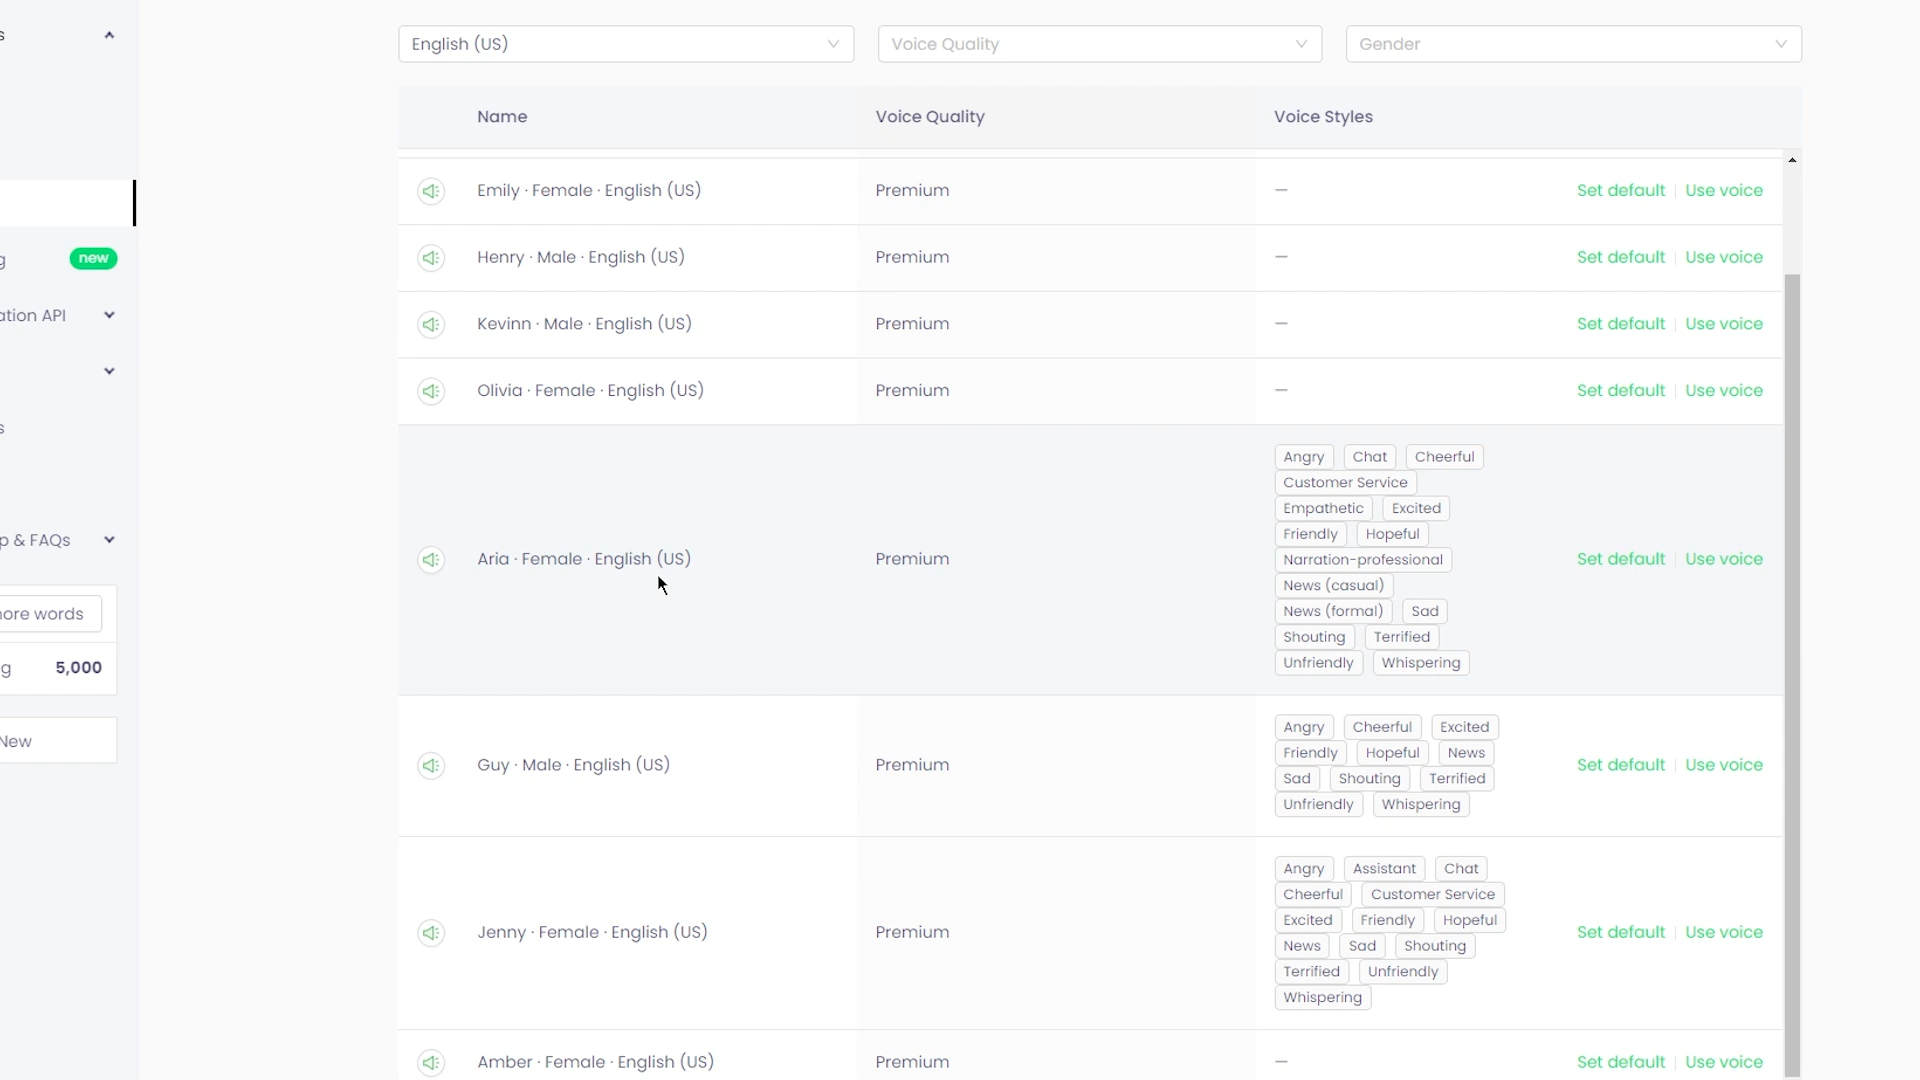 s
English (US)
Voice Quality
Gender
Name
Voice Quality
Voice Styles
Emily · Female · English (US)
Premium
—
Set default
Use voice
new
g
Henry · Male · English (US)
Premium
—
Set default
Use voice
ation API
Kevinn · Male · English (US)
Premium
—
Set default
Use voice
Olivia · Female · English (US)
Premium
—
Set default
Use voice
s
p & FAQs
Aria · Female · English (US)
Premium
Angry Chat Cheerful
Customer Service
Empathetic Excited
Friendly Hopeful
Narration-professional
News (casual)
News (formal) Sad
Shouting Terrified
Unfriendly Whispering
Set default
Use voice
ore words
g 5,000
New
Guy · Male · English (US)
Premium
Angry Cheerful Excited
Friendly Hopeful News
Sad Shouting Terrified
Unfriendly Whispering
Set default
Use voice
Jenny · Female · English (US)
Premium
Angry Assistant Chat
Cheerful Customer Service
Excited Friendly Hopeful
News Sad Shouting
Terrified Unfriendly
Whispering
Set default
Use voice
Amber · Female · English (US)
Premium
—
Set default
Use voice